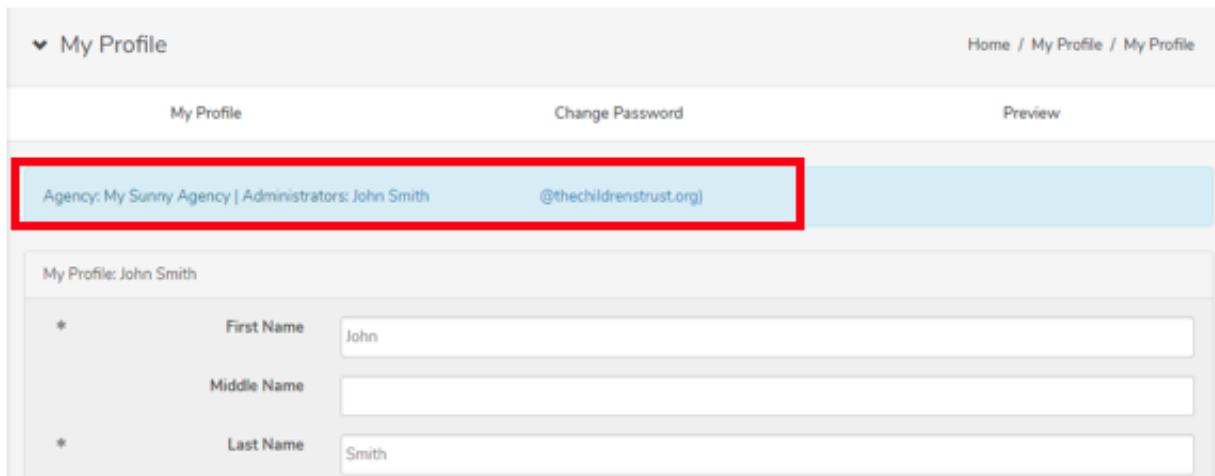 My Profile
Home / My Profile / My Profile
My Profile Change Password Preview
Agency: My Sunny Agency | Administrators: John Smith @thechildrenstrust.org)
My Profile: John Smith
* First Name John
Middle Name
* Last Name Smith